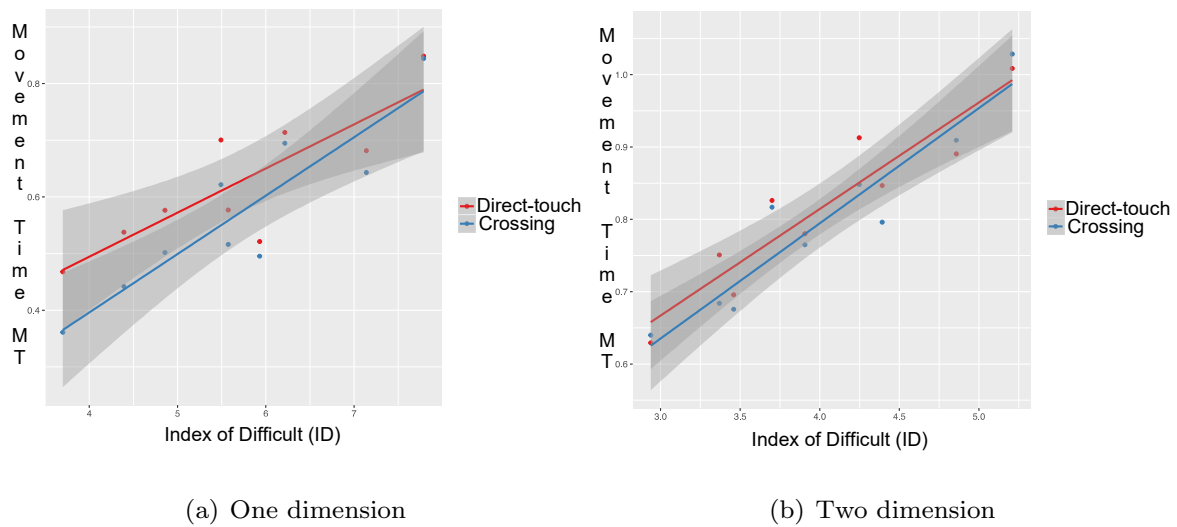 Movement Time MT
0.8
0.6
0.4
4 5 6 7
Index of Difficult (ID)
Direct-touch
Crossing
(a) One dimension
Movement Time MT
1.0
0.9
0.8
0.7
0.6
3.0 3.5 4.0 4.5 5.0
Index of Difficult (ID)
Direct-touch
Crossing
(b) Two dimension